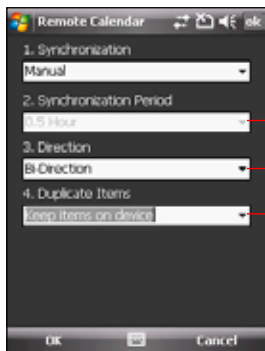 Remote Calendar ok
1. Synchronization
Manual
2. Synchronization Period
0.5 Hour
3. Direction
Bi-Direction
4. Duplicate Items
Keep items on device
OK Cancel